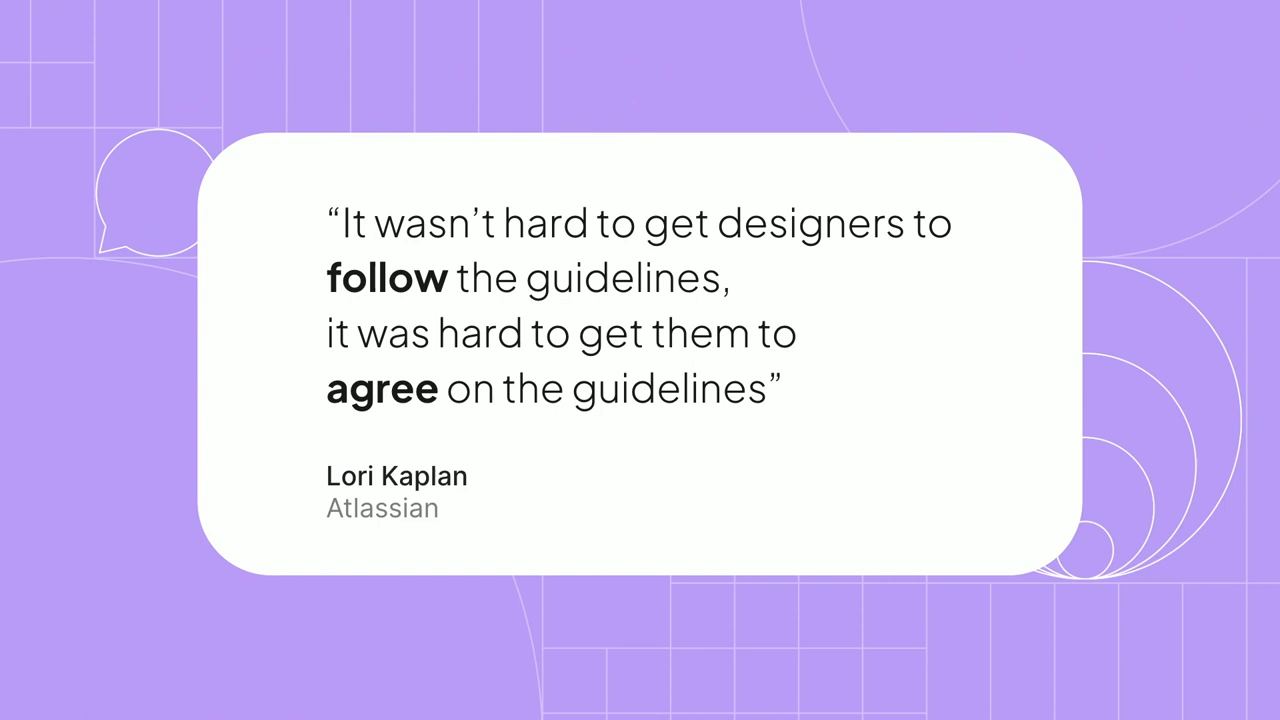 “It wasn’t hard to get designers to
follow the guidelines,
it was hard to get them to
agree on the guidelines”
Lori Kaplan
Atlassian